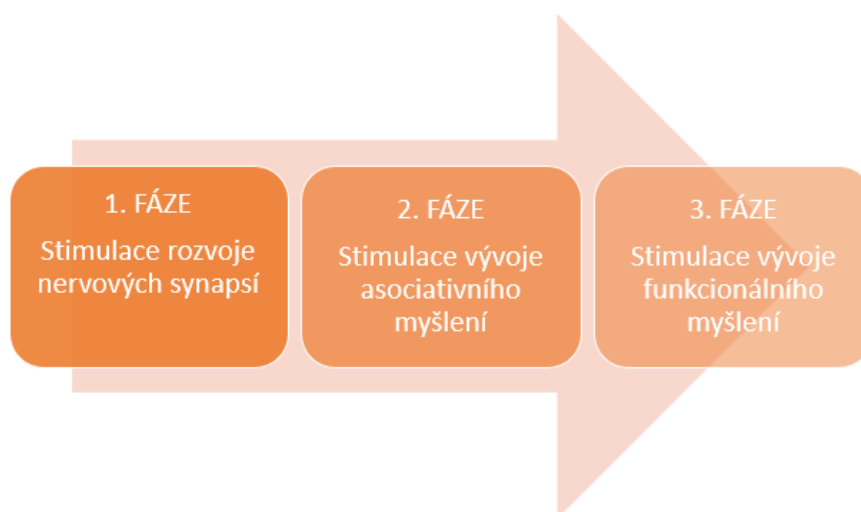 1. FÁZE
Stimulace rozvoje
nervových synapsí
2. FÁZE
Stimulace vývoje
asociativního
myšlení
3. FÁZE
Stimulace vývoje
funkcionálního
myšlení